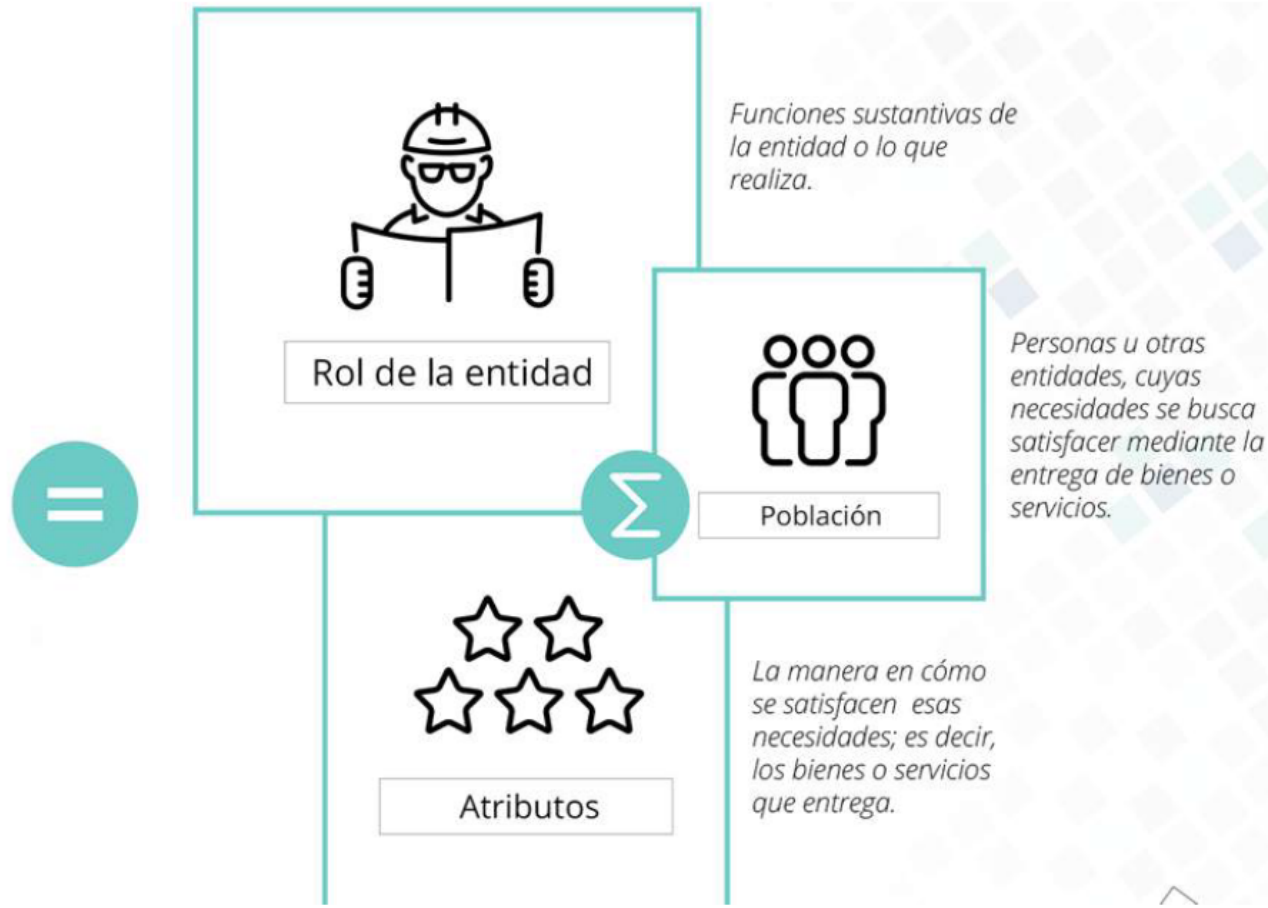 Funciones sustantivas de
la entidad o lo que
realiza.
Rol de la entidad
Personas u otras
entidades, cuyas
necesidades se busca
satisfacer mediante la
entrega de bienes o
servicios.
=
Σ
Población
La manera en cómo
se satisfacen esas
necesidades; es decir,
los bienes o servicios
que entrega.
Atributos